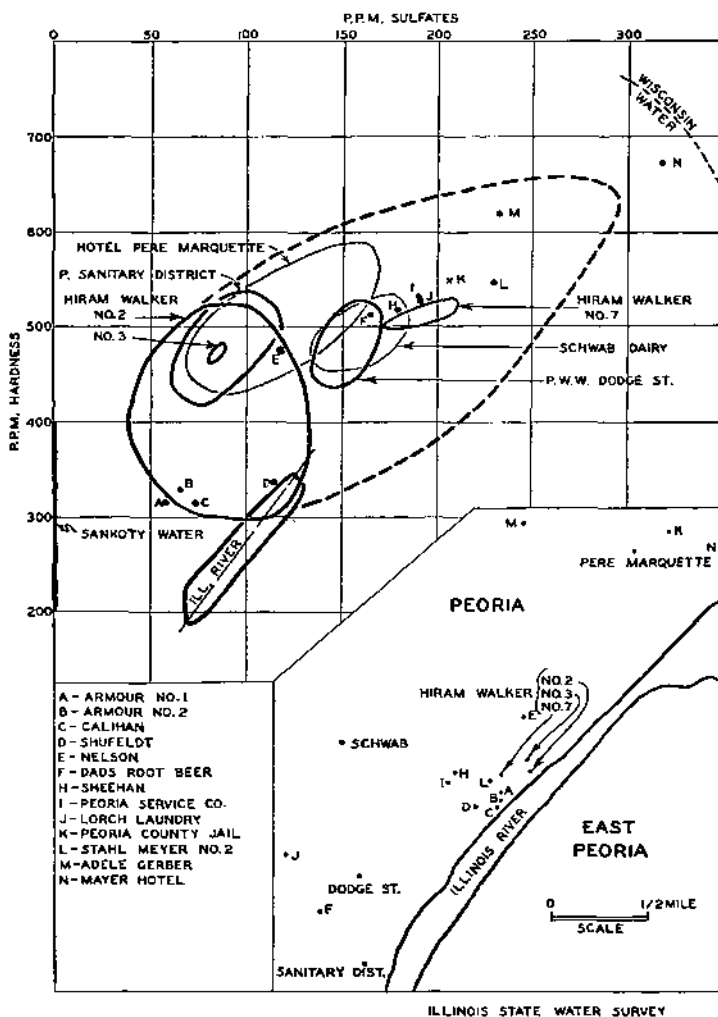 P.P.M. SULFATES
0 50 100 150 200 250 300
P.P.M. HARDNESS
700
600
500
400
300
200
WISCONSIN
WATER
N
M
HOTEL PERE MARQUETTE
P. SANITARY DISTRICT
HIRAM WALKER
NO.2
NO.3
K
L
I
J
H
F
E
HIRAM WALKER
NO.7
SCHWAB DAIRY
P.W.W. DODGE ST.
B
A
C
D
SANKOTY WATER
ILL. RIVER
M
K
N
PERE MARQUETTE
PEORIA
HIRAM WALKER
NO.2
NO.3
NO.7
E
SCHWAB
H
I
L
B
A
D
C
J
DODGE ST.
F
SANITARY DIST.
ILLINOIS RIVER
EAST
PEORIA
0 1/2 MILE
SCALE
A - ARMOUR NO.1
B - ARMOUR NO.2
C - CALIHAN
D - SHUFELDT
E - NELSON
F - DADS ROOT BEER
H - SHEEHAN
I - PEORIA SERVICE CO.
J - LORCH LAUNDRY
K - PEORIA COUNTY JAIL
L - STAHL MEYER NO.2
M - ADELE GERBER
N - MAYER HOTEL
ILLINOIS STATE WATER SURVEY